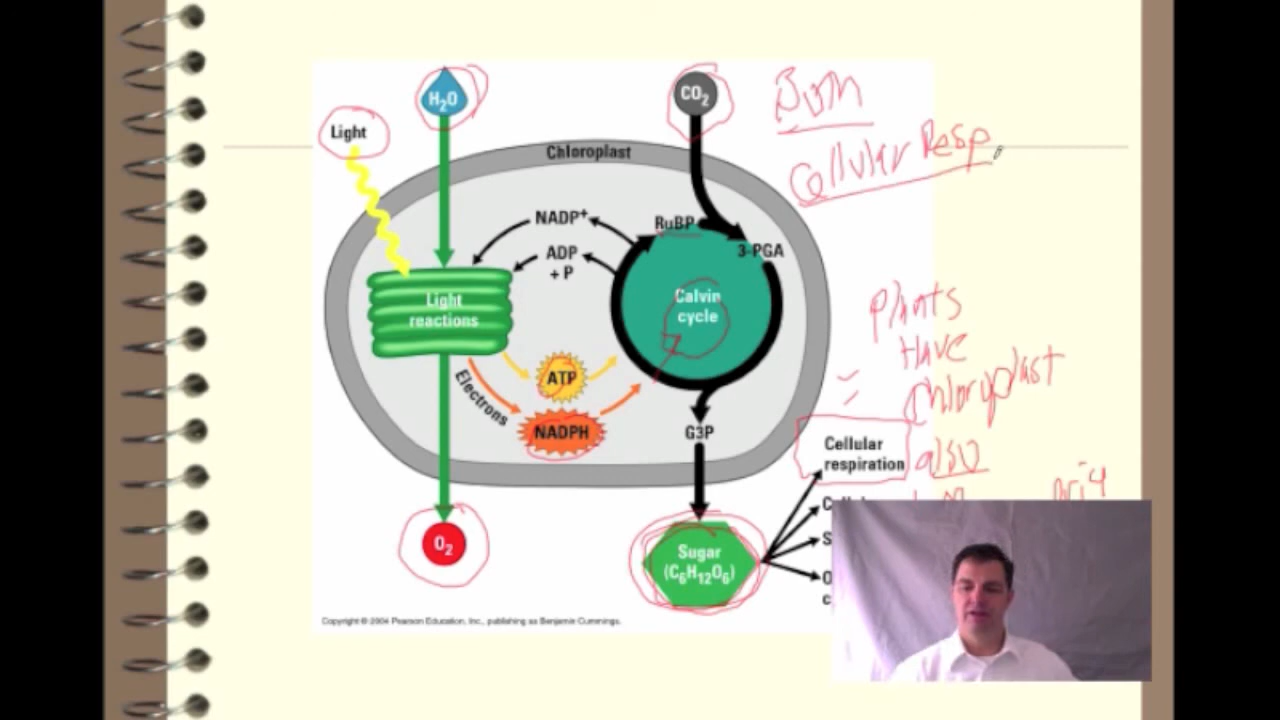 H₂O
CO₂
Both
Light
Cellular Resp
Chloroplast
NADP⁺
RuBP
ADP
+ P
3-PGA
Light
reactions
Calvin
cycle
Plants
Have
Chloroplast
ATP
Electrons
NADPH
G3P
Cellular
respiration
also
O₂
Sugar
(C₆H₁₂O₆)
S
O
c
Copyright © 2004 Pearson Education, Inc., publishing as Benjamin Cummings.